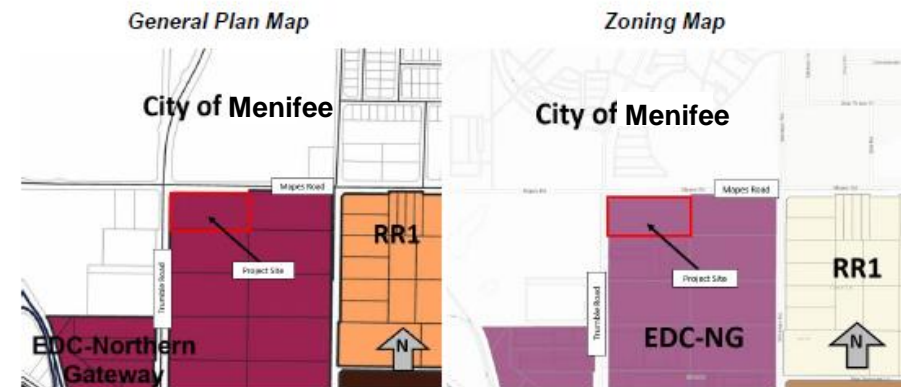 General Plan Map
Zoning Map
City of Menifee
City of Menifee
Mapes Road
Mapes Road
RR1
Project Site
Trumble Road
EDC-Northern
Gateway
N
Project Site
Trumble Road
RR1
EDC-NG
N